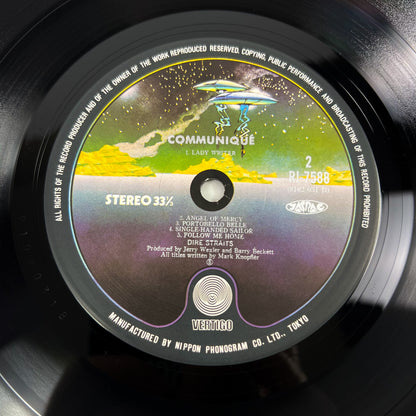 ALL RIGHTS OF THE RECORD PRODUCER AND OF THE OWNER OF THE WORK REPRODUCED RESERVED. COPYING, PUBLIC PERFORMANCE AND BROADCASTING OF THIS RECORD PROHIBITED
COMMUNIQUÉ
1. LADY WRITER
2
RJ-7588
STEREO 33⅓
2. ANGEL OF MERCY
3. PORTOBELLO BELLE
4. SINGLE-HANDED SAILOR
5. FOLLOW ME HOME
DIRE STRAITS
Produced by Jerry Wexler and Barry Beckett
All titles written by Mark Knopfler
VERTIGO
MANUFACTURED BY NIPPON PHONOGRAM CO. LTD., TOKYO